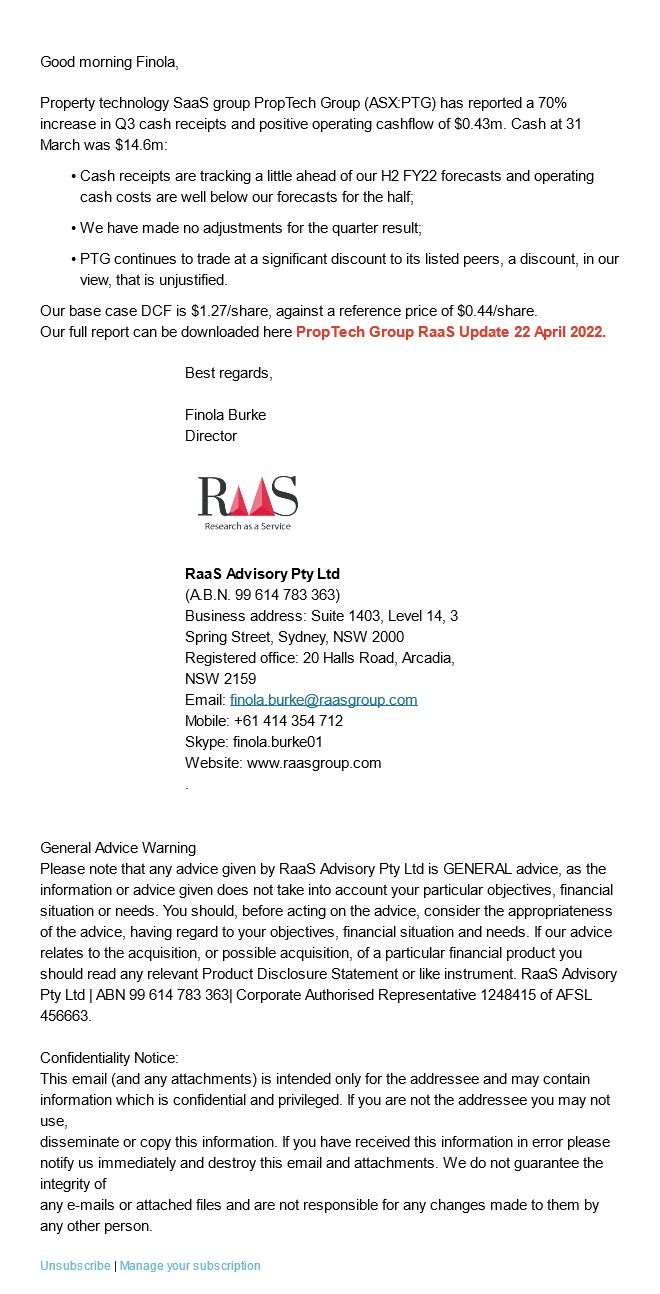 Good morning Finola,
Property technology SaaS group PropTech Group (ASX:PTG) has reported a 70%
increase in Q3 cash receipts and positive operating cashflow of $0.43m. Cash at 31
March was $14.6m:
• Cash receipts are tracking a little ahead of our H2 FY22 forecasts and operating
cash costs are well below our forecasts for the half;
• We have made no adjustments for the quarter result;
• PTG continues to trade at a significant discount to its listed peers, a discount, in our
view, that is unjustified.
Our base case DCF is $1.27/share, against a reference price of $0.44/share.
Our full report can be downloaded here PropTech Group RaaS Update 22 April 2022.
Best regards,
Finola Burke
Director
RAAS
Research as a Service
RaaS Advisory Pty Ltd
(A.B.N. 99 614 783 363)
Business address: Suite 1403, Level 14, 3
Spring Street, Sydney, NSW 2000
Registered office: 20 Halls Road, Arcadia,
NSW 2159
Email: finola.burke@raasgroup.com
Mobile: +61 414 354 712
Skype: finola.burke01
Website: www.raasgroup.com
.
General Advice Warning
Please note that any advice given by RaaS Advisory Pty Ltd is GENERAL advice, as the
information or advice given does not take into account your particular objectives, financial
situation or needs. You should, before acting on the advice, consider the appropriateness
of the advice, having regard to your objectives, financial situation and needs. If our advice
relates to the acquisition, or possible acquisition, of a particular financial product you
should read any relevant Product Disclosure Statement or like instrument. RaaS Advisory
Pty Ltd | ABN 99 614 783 363| Corporate Authorised Representative 1248415 of AFSL
456663.
Confidentiality Notice:
This email (and any attachments) is intended only for the addressee and may contain
information which is confidential and privileged. If you are not the addressee you may not
use,
disseminate or copy this information. If you have received this information in error please
notify us immediately and destroy this email and attachments. We do not guarantee the
integrity of
any e-mails or attached files and are not responsible for any changes made to them by
any other person.
Unsubscribe | Manage your subscription